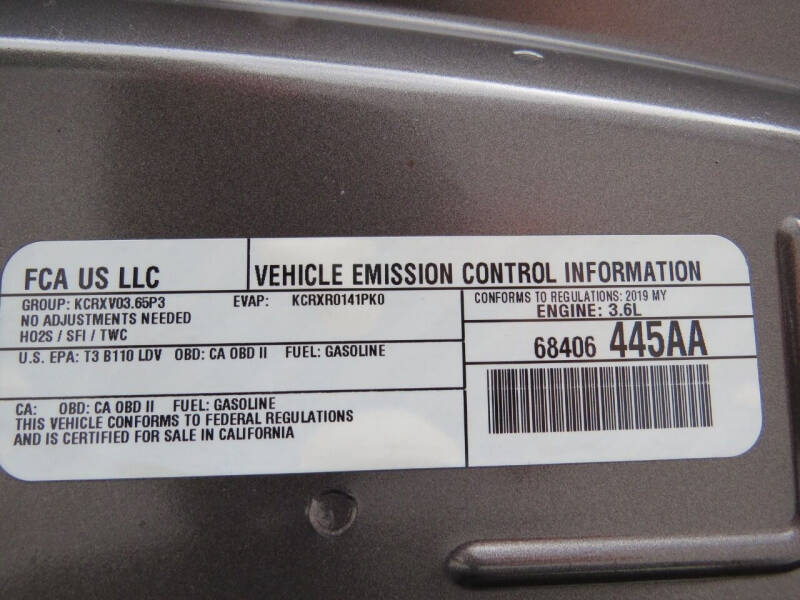 FCA US LLC
VEHICLE EMISSION CONTROL INFORMATION
GROUP: KCRXV03.65P3 EVAP: KCRXR0141PK0
NO ADJUSTMENTS NEEDED
HO2S / SFI / TWC
CONFORMS TO REGULATIONS: 2019 MY
ENGINE: 3.6L
U.S. EPA: T3 B110 LDV OBD: CA OBD II FUEL: GASOLINE
68406 445AA
CA: OBD: CA OBD II FUEL: GASOLINE
THIS VEHICLE CONFORMS TO FEDERAL REGULATIONS
AND IS CERTIFIED FOR SALE IN CALIFORNIA